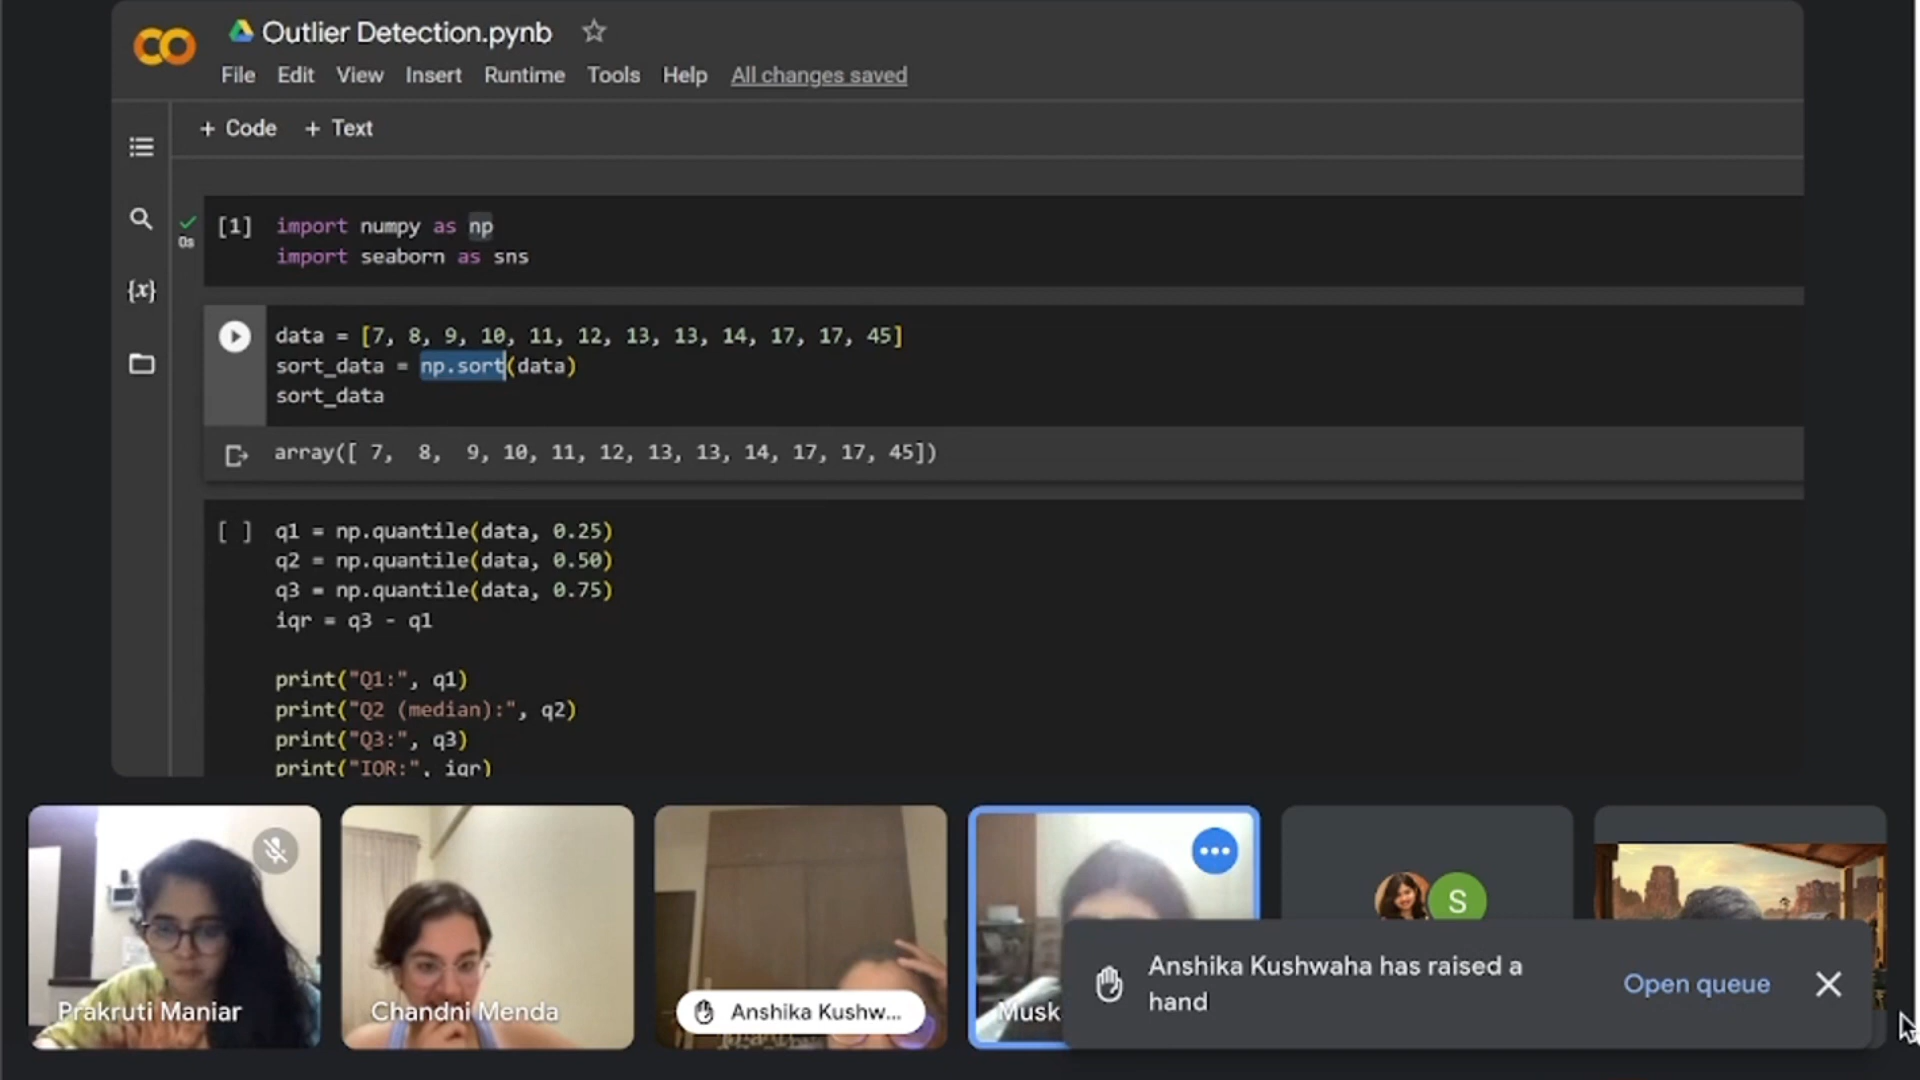 Outlier Detection.pynb
File Edit View Insert Runtime Tools Help All changes saved
+ Code + Text
[1] import numpy as np
import seaborn as sns
0s
data = [7, 8, 9, 10, 11, 12, 13, 13, 14, 17, 17, 45]
sort_data = np.sort(data)
sort_data
array([ 7, 8, 9, 10, 11, 12, 13, 13, 14, 17, 17, 45])
[ ] q1 = np.quantile(data, 0.25)
q2 = np.quantile(data, 0.50)
q3 = np.quantile(data, 0.75)
iqr = q3 - q1
print("Q1:", q1)
print("Q2 (median):", q2)
print("Q3:", q3)
print("IQR:", iqr)
{x}
S
Prakruti Maniar
Chandni Menda
Anshika Kushw...
Musk
Anshika Kushwaha has raised a
hand
Open queue